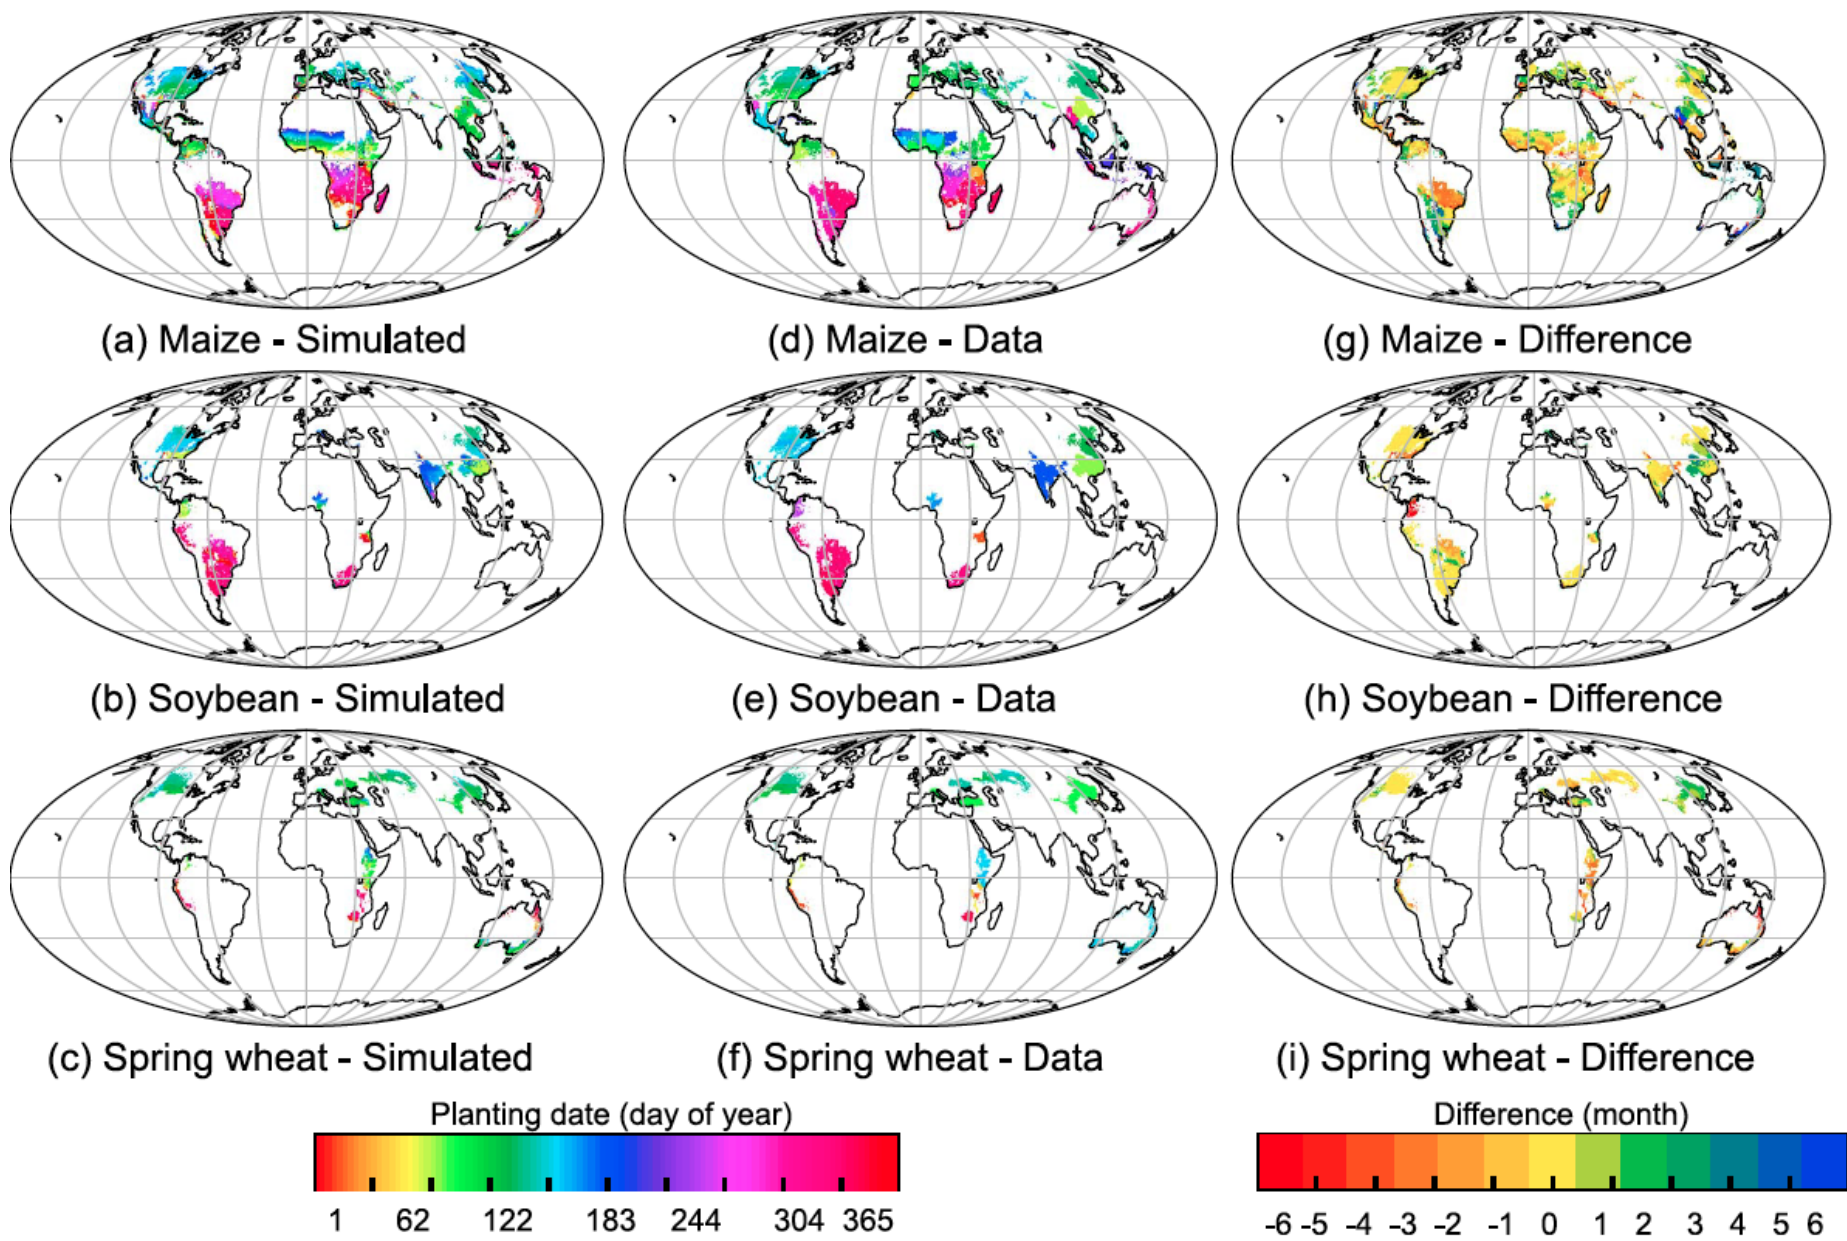 (a) Maize - Simulated
(d) Maize - Data
(g) Maize - Difference
(b) Soybean - Simulated
(e) Soybean - Data
(h) Soybean - Difference
(c) Spring wheat - Simulated
(f) Spring wheat - Data
(i) Spring wheat - Difference
Planting date (day of year)
1 62 122 183 244 304 365
Difference (month)
-6 -5 -4 -3 -2 -1 0 1 2 3 4 5 6